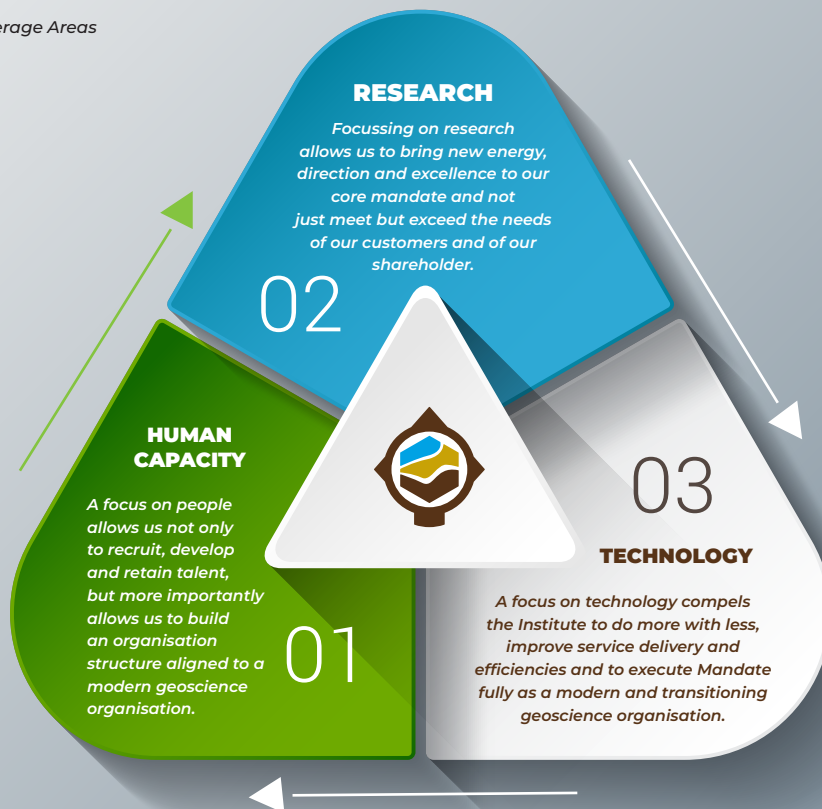 erage Areas
RESEARCH
Focussing on research
allows us to bring new energy,
direction and excellence to our
core mandate and not
just meet but exceed the needs
of our customers and of our
shareholder.
02
HUMAN
CAPACITY
A focus on people
allows us not only
to recruit, develop
and retain talent,
but more importantly
allows us to build
an organisation
structure aligned to a
modern geoscience
organisation.
01
03
TECHNOLOGY
A focus on technology compels
the Institute to do more with less,
improve service delivery and
efficiencies and to execute Mandate
fully as a modern and transitioning
geoscience organisation.